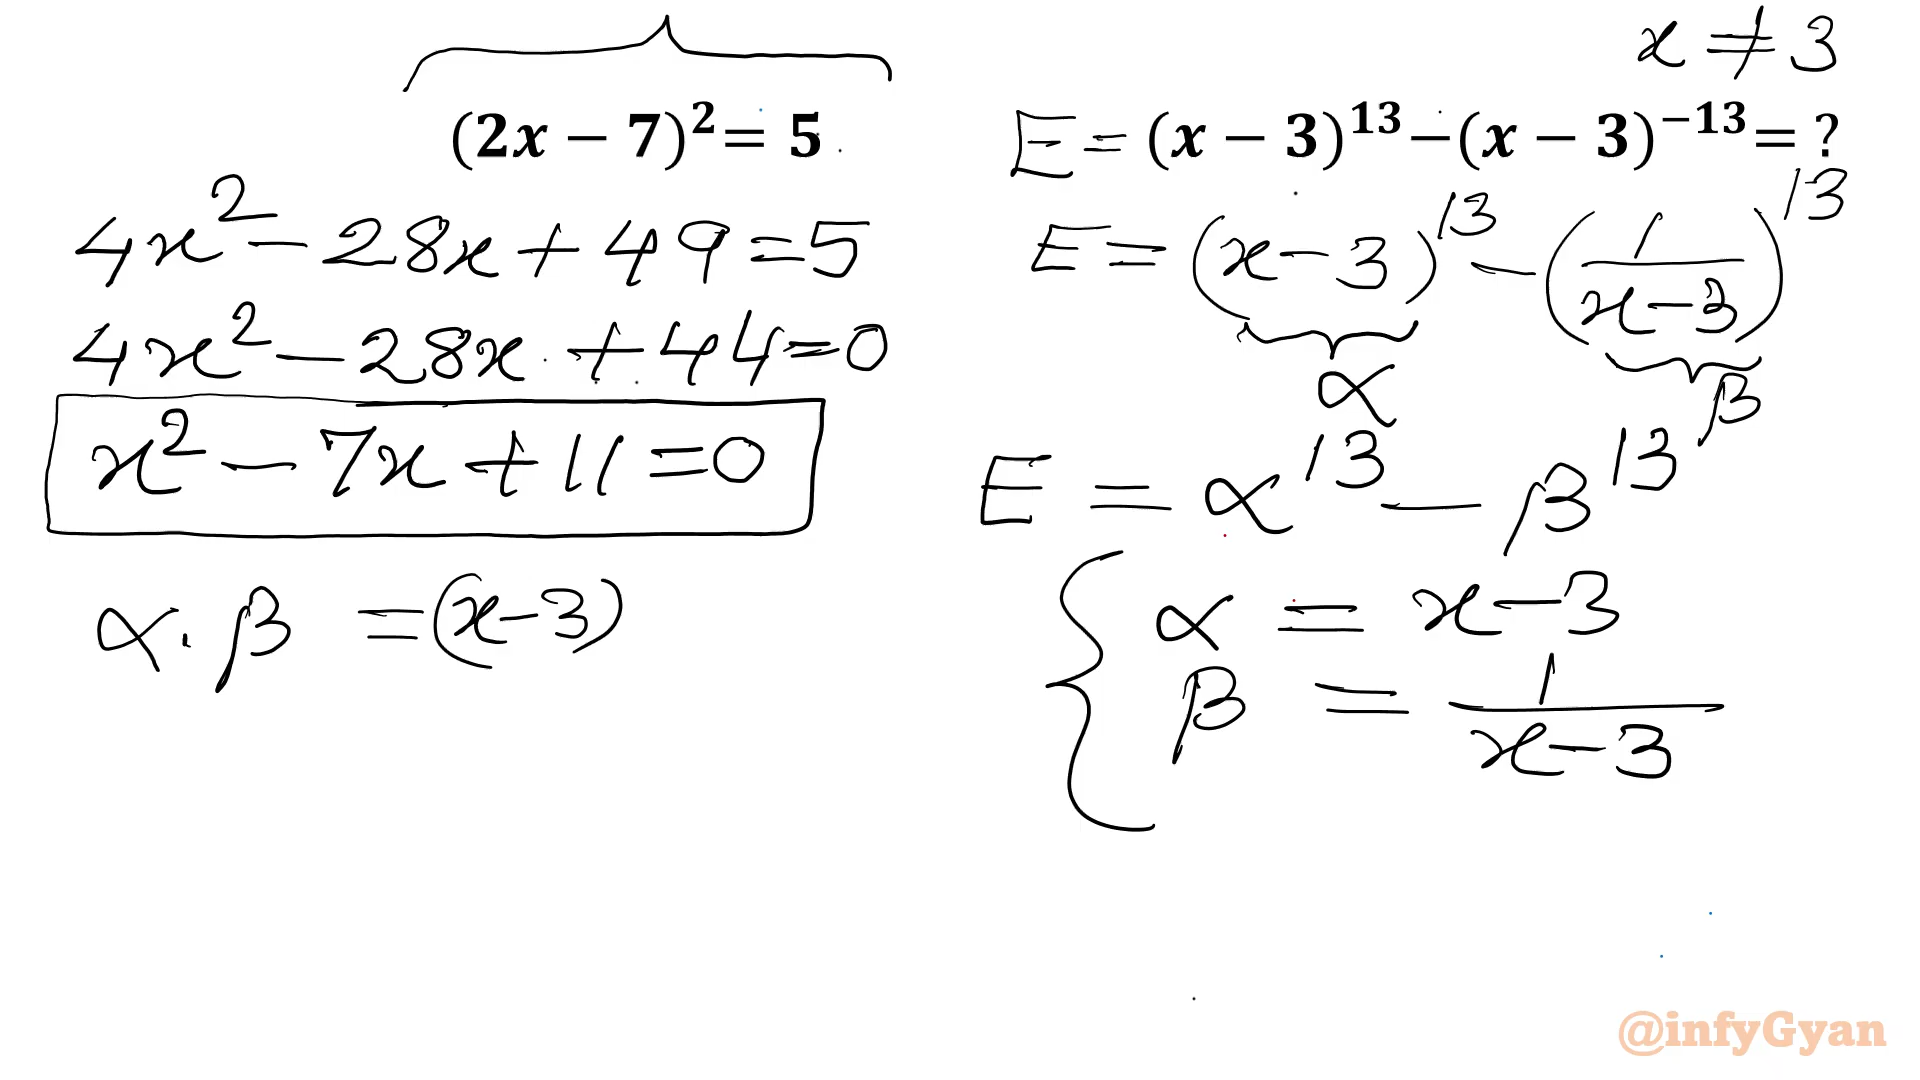 (2x − 7)² = 5
4x² − 28x + 49 = 5
4x² − 28x + 44 = 0
x² − 7x + 11 = 0
α · β = (x − 3)
x ≠ 3
E = (x − 3)¹³ − (x − 3)⁻¹³ = ?
E = (x − 3)¹³ − (1/(x − 3))¹³
α β
E = α¹³ − β¹³
α = x − 3
β = 1/(x − 3)
@infyGyan